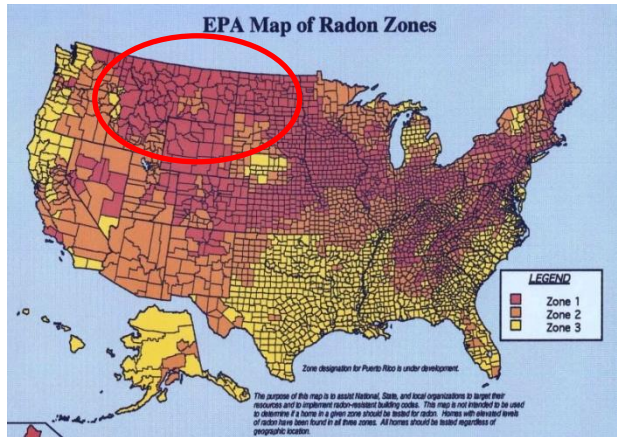 EPA Map of Radon Zones
LEGEND
Zone 1
Zone 2
Zone 3
Zone designation for Puerto Rico is under development.
The purpose of this map is to assist National, State, and local organizations to target their
resources and to implement radon-resistant building codes. This map is not intended to be used
to determine if a home in a given zone should be tested for radon. Homes with elevated levels
of radon have been found in all three zones. All homes should be tested regardless of
geographic location.